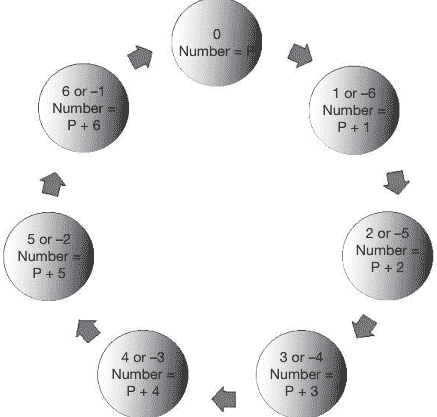 0
Number = P
1 or –6
Number =
P + 1
2 or –5
Number =
P + 2
3 or –4
Number =
P + 3
4 or –3
Number =
P + 4
5 or –2
Number =
P + 5
6 or –1
Number =
P + 6